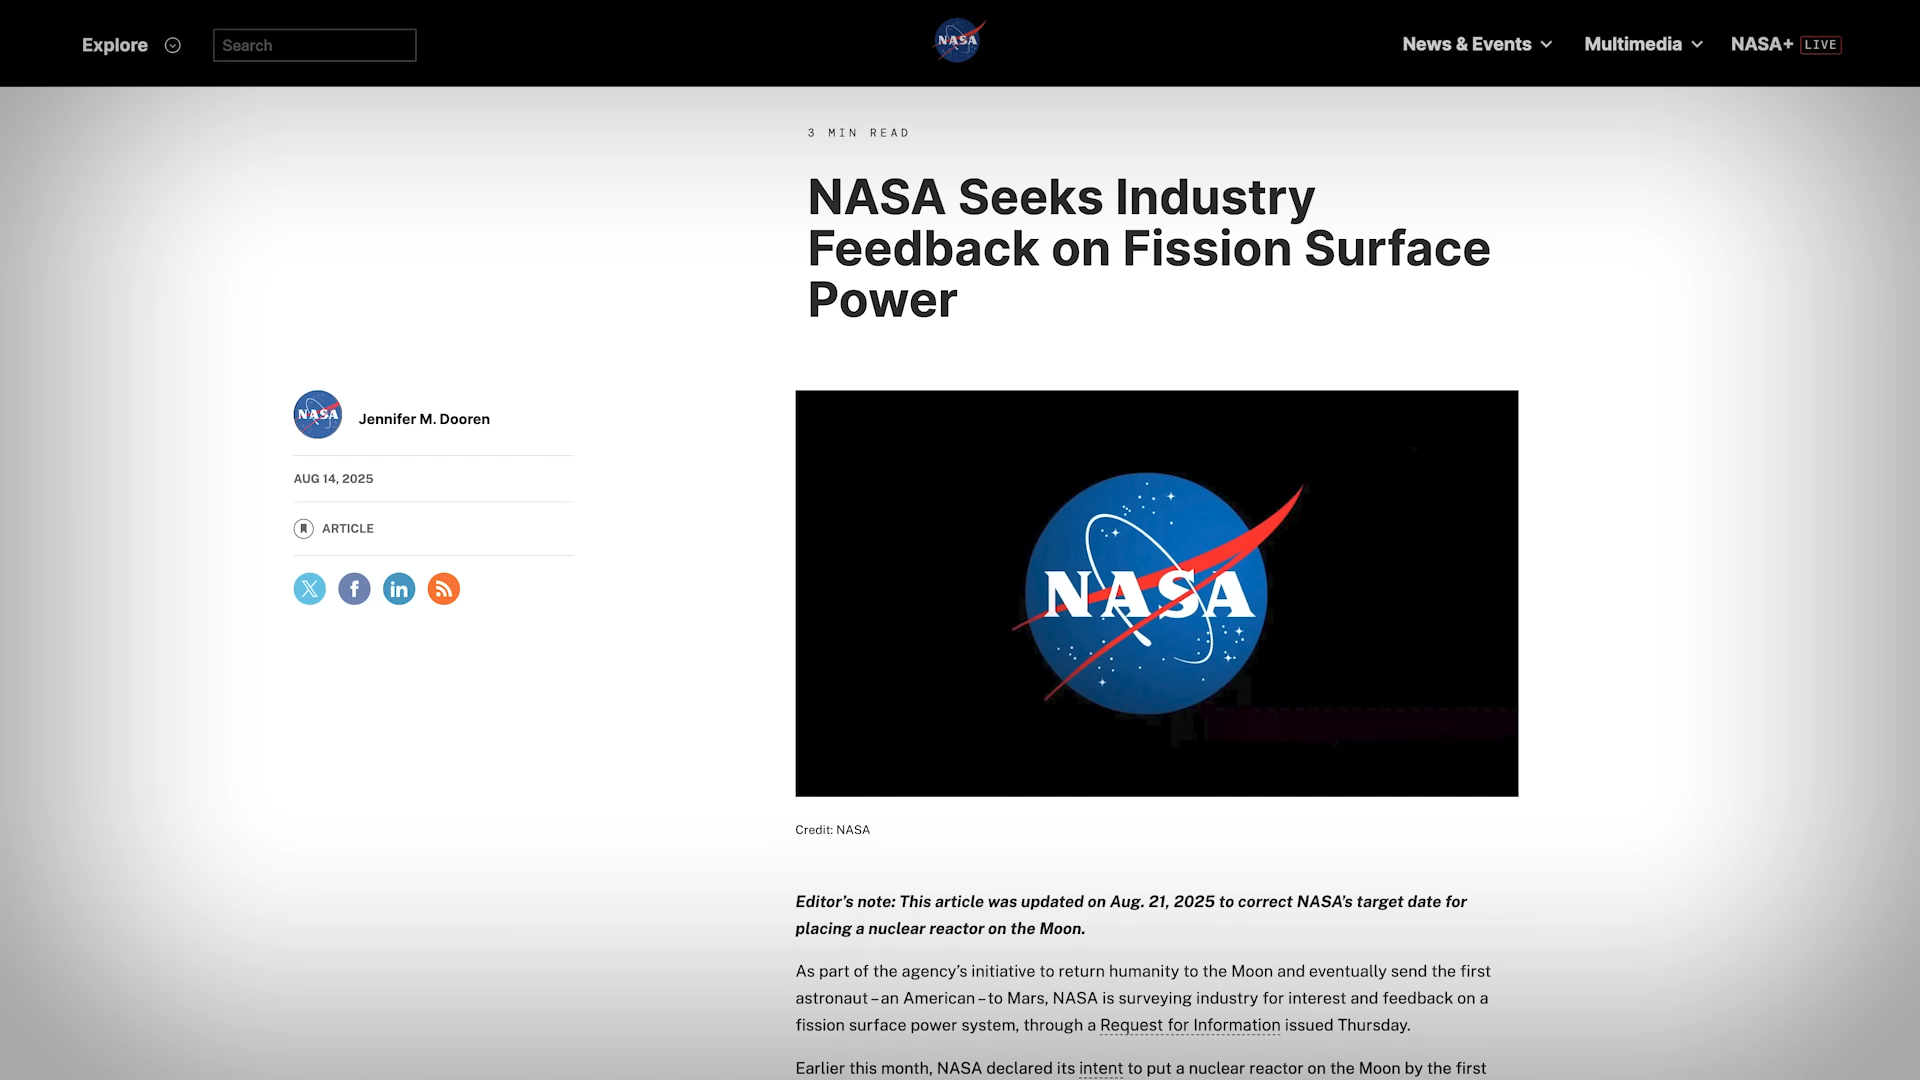 Explore
Search
NASA
News & Events
Multimedia
NASA+ LIVE
3 MIN READ
NASA Seeks Industry
Feedback on Fission Surface
Power
NASA
Jennifer M. Dooren
AUG 14, 2025
ARTICLE
NASA
Credit: NASA
Editor's note: This article was updated on Aug. 21, 2025 to correct NASA's target date for
placing a nuclear reactor on the Moon.
As part of the agency's initiative to return humanity to the Moon and eventually send the first
astronaut – an American – to Mars, NASA is surveying industry for interest and feedback on a
fission surface power system, through a Request for Information issued Thursday.
Earlier this month, NASA declared its intent to put a nuclear reactor on the Moon by the first